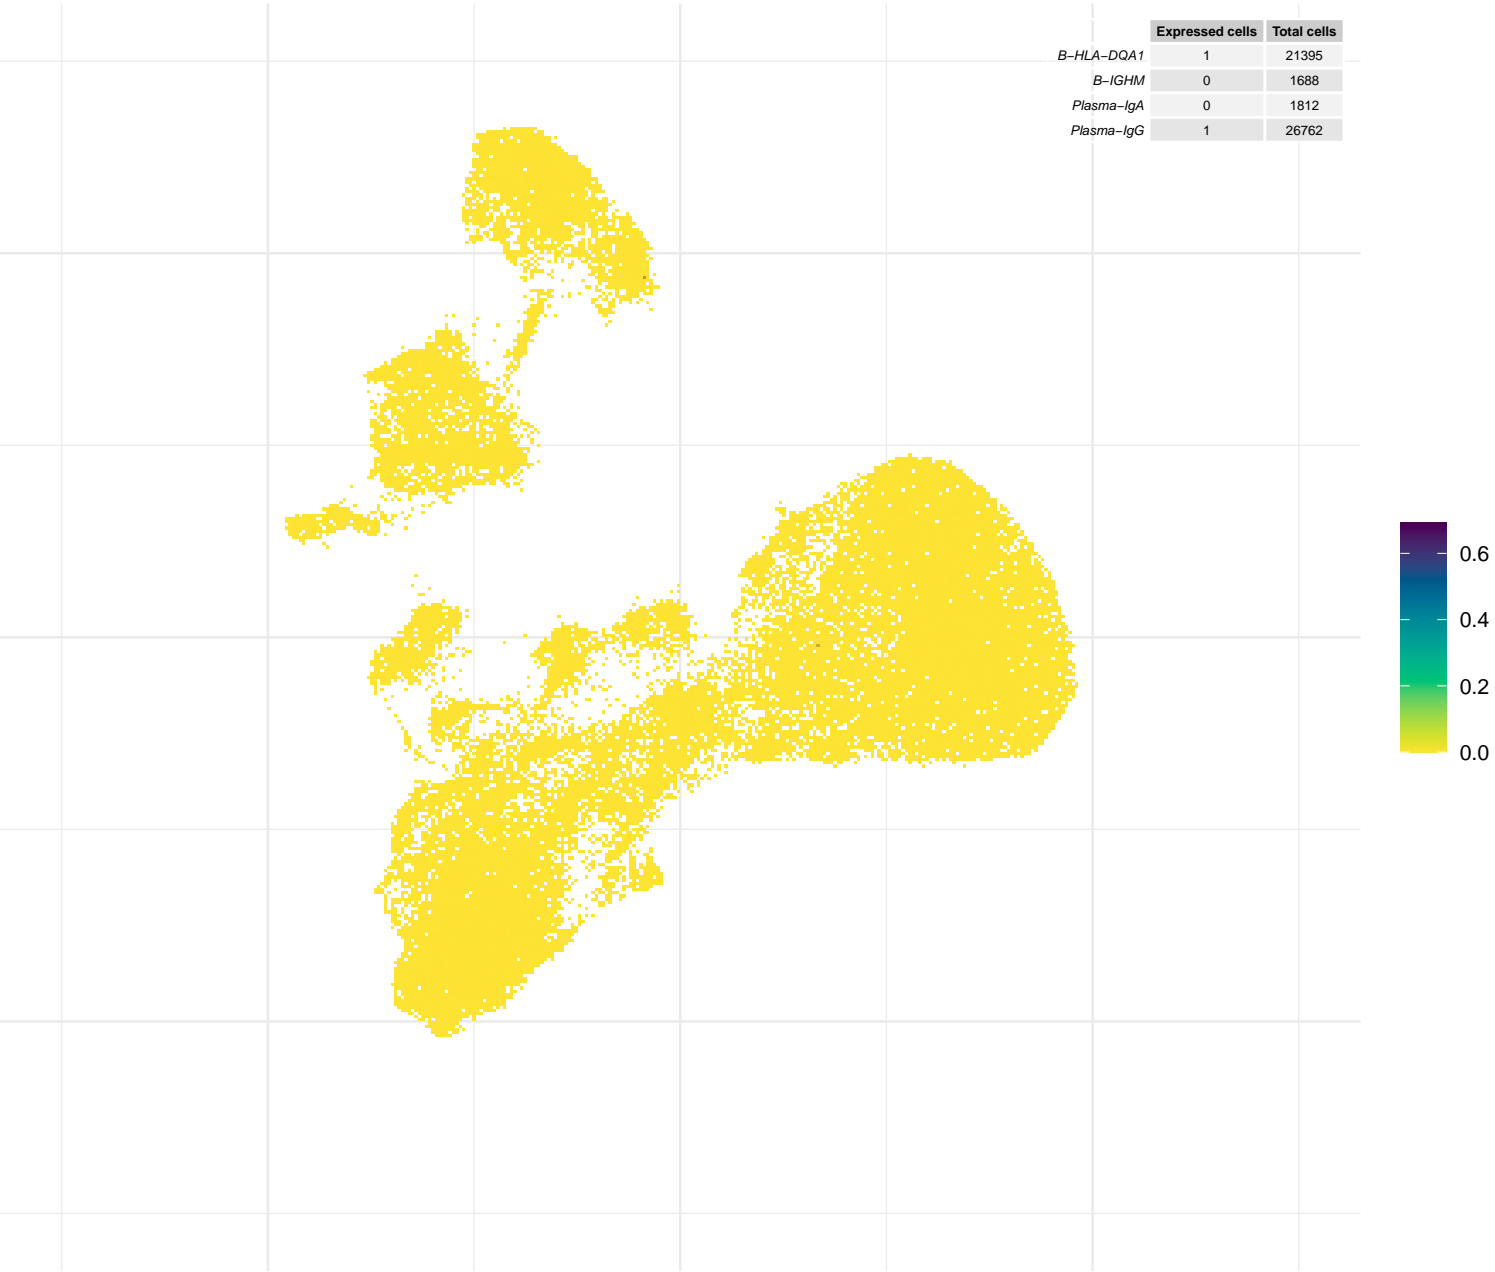 Expressed cells Total cells
B−HLA−DQA1 1 21395
B−IGHM 0 1688
Plasma−IgA 0 1812
Plasma−IgG 1 26762
0.6
0.4
0.2
0.0